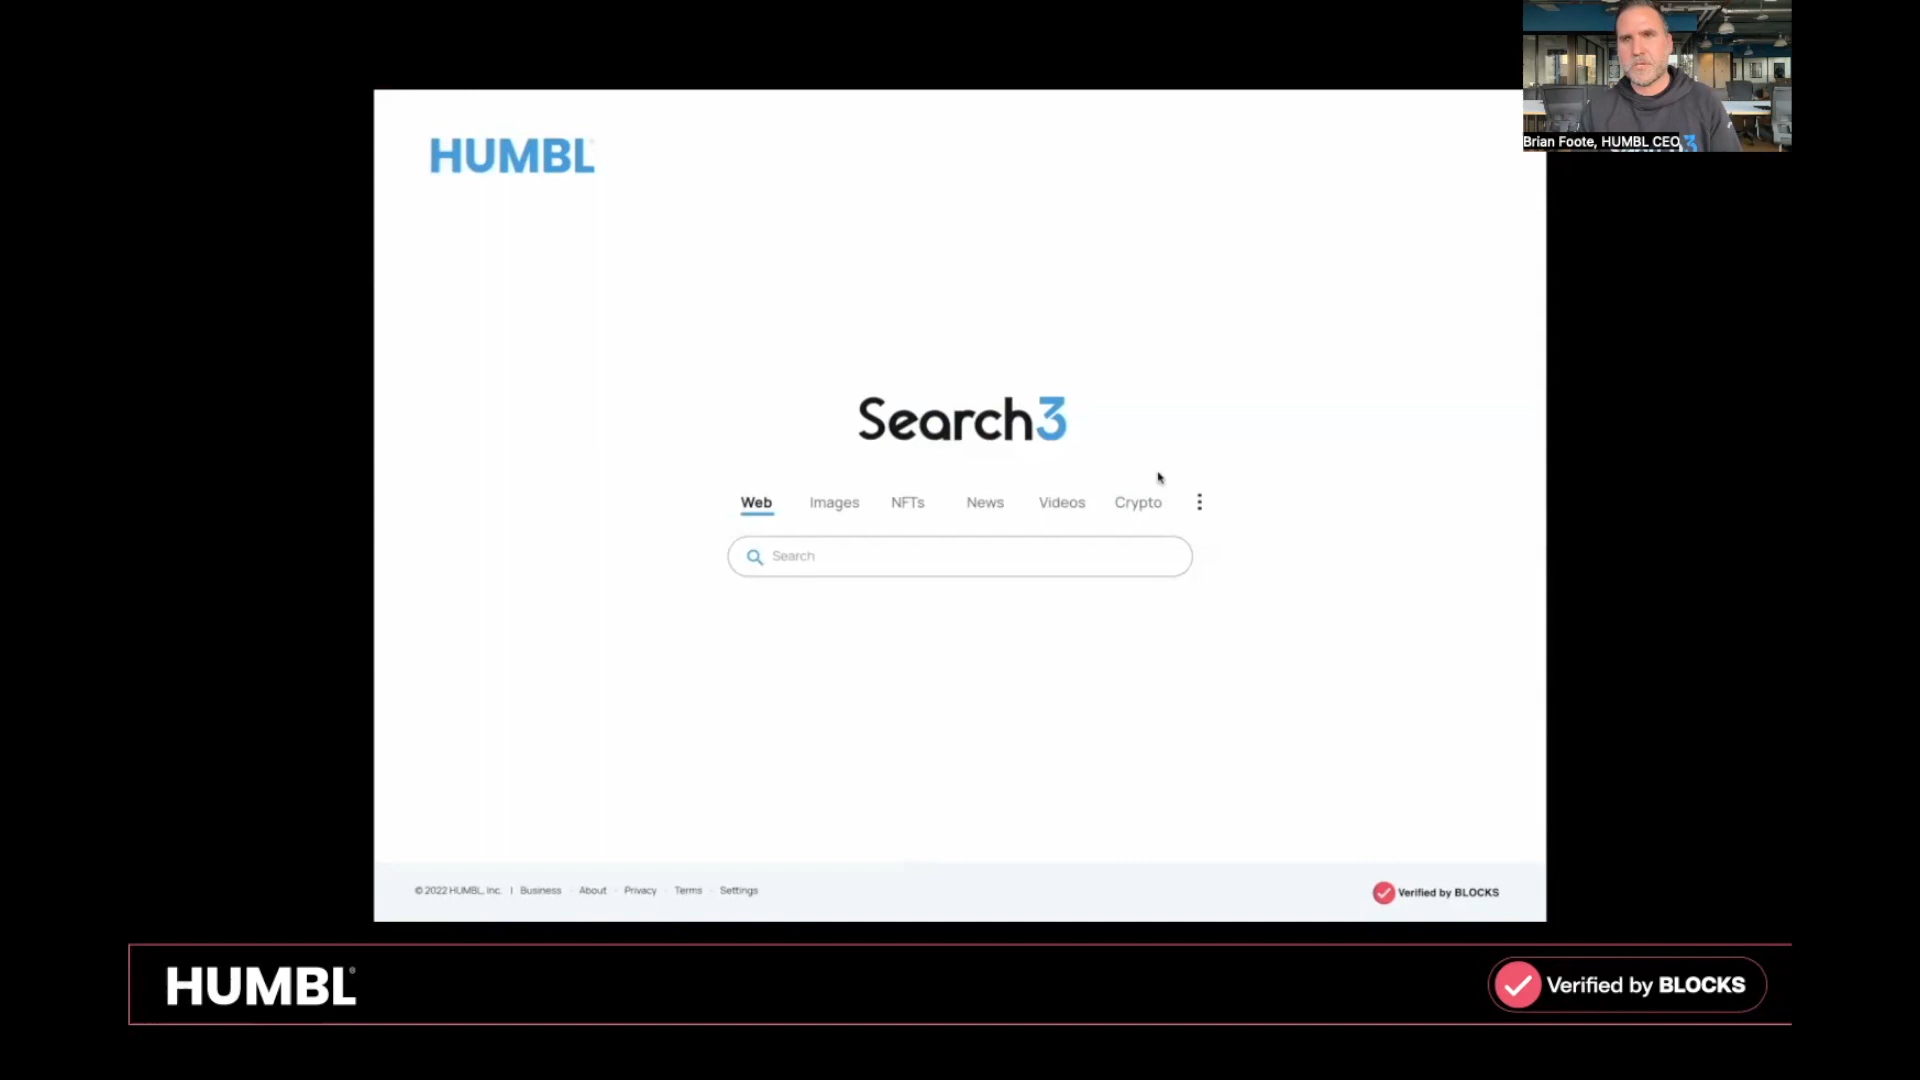 Brian Foote, HUMBL CEO
HUMBL
Search3
Web Images NFTs News Videos Crypto
Search
© 2022 HUMBL, Inc. | Business · About · Privacy · Terms · Settings
Verified by BLOCKS
HUMBL®
Verified by BLOCKS